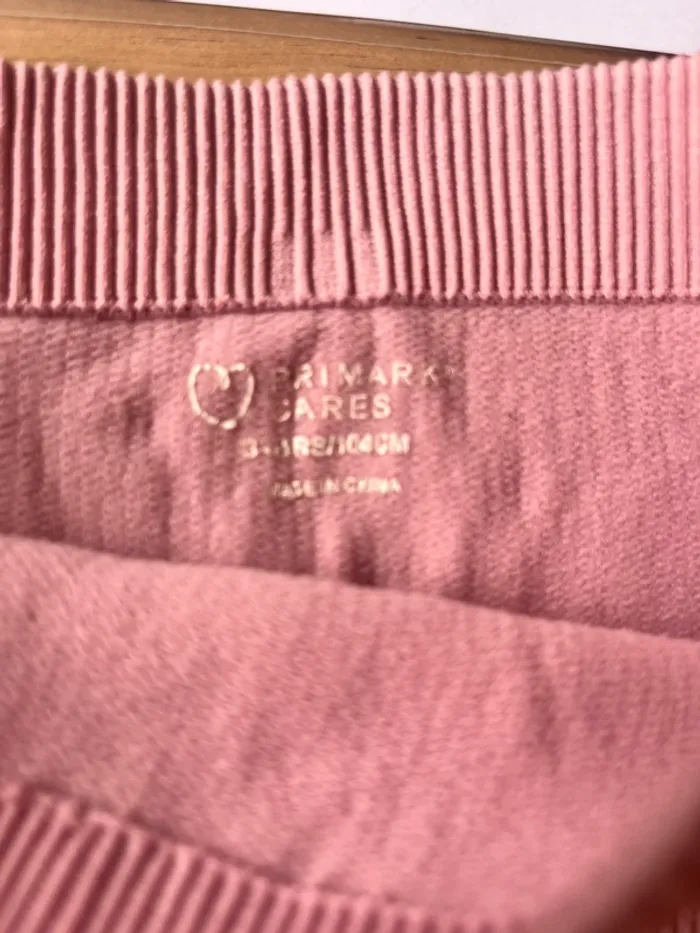 PRIMARK
CARES
3-4YRS/104CM
MADE IN CHINA